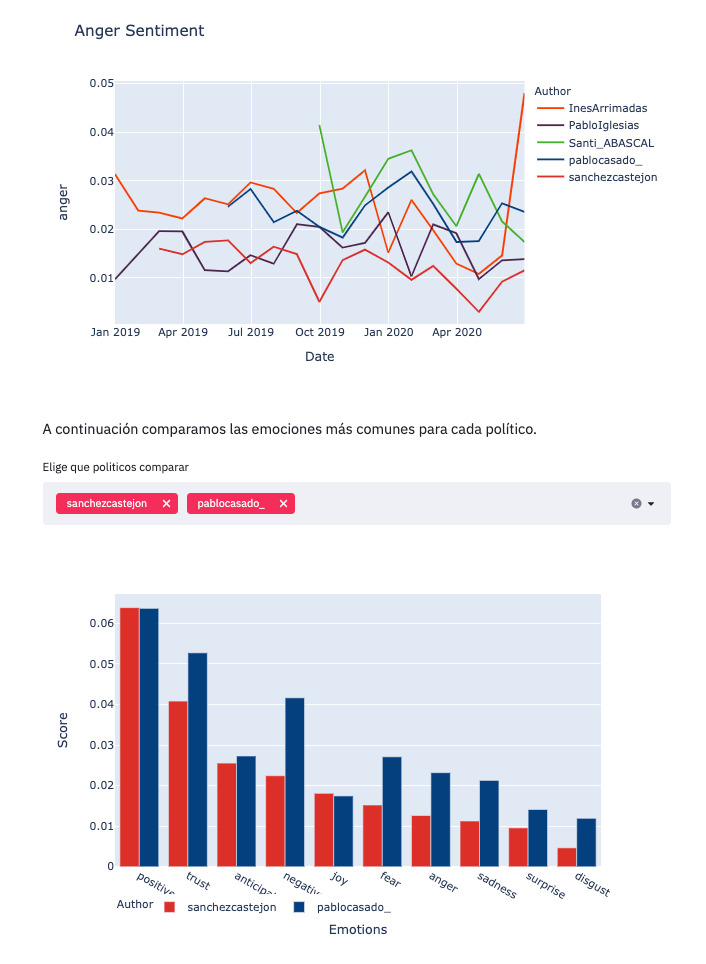 Anger Sentiment
0.05
0.04
0.03
0.02
0.01
anger
Jan 2019 Apr 2019 Jul 2019 Oct 2019 Jan 2020 Apr 2020
Date
Author
InesArrimadas
PabloIglesias
Santi_ABASCAL
pablocasado_
sanchezcastejon
A continuación comparamos las emociones más comunes para cada político.
Elige que politicos comparar
sanchezcastejon × pablocasado_ ×
0.06
0.05
0.04
0.03
0.02
0.01
0
Score
positive trust anticipa negativ joy fear anger sadness surprise disgust
Author sanchezcastejon pablocasado_
Emotions